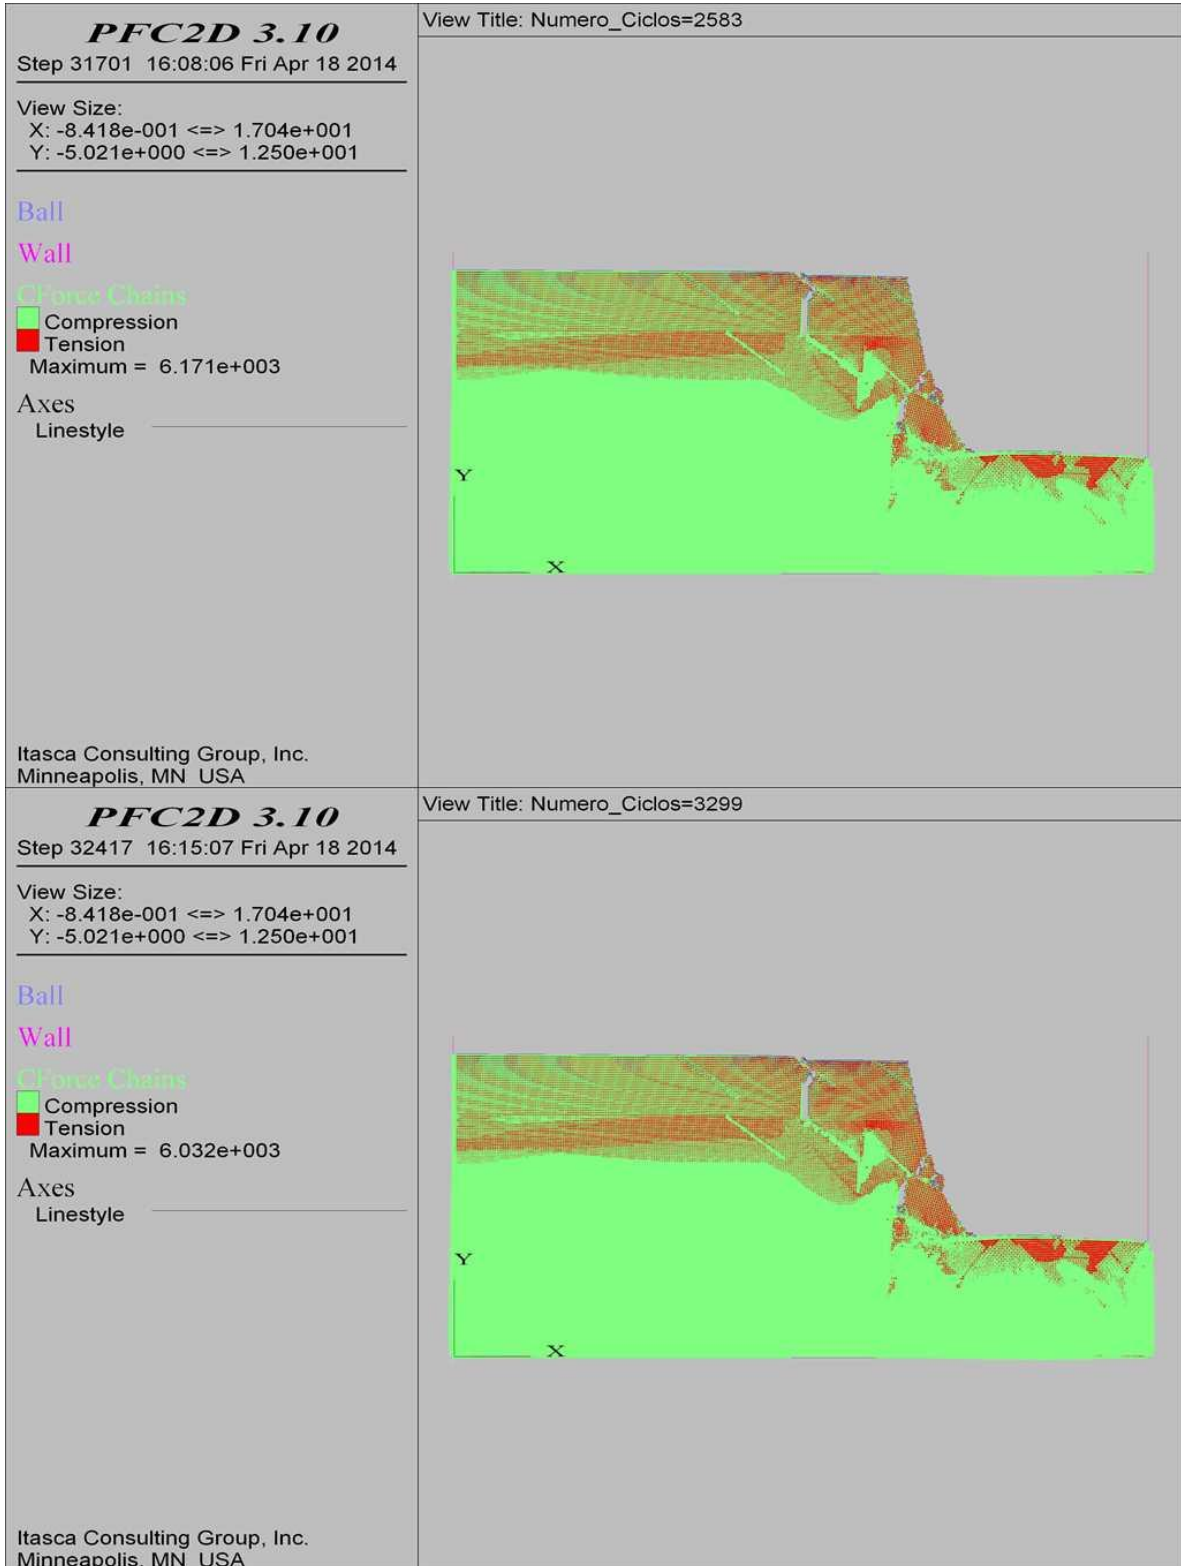 PFC2D 3.10
Step 31701 16:08:06 Fri Apr 18 2014
View Size:
X: -8.418e-001 <=> 1.704e+001
Y: -5.021e+000 <=> 1.250e+001
Ball
Wall
CForce Chains
Compression
Tension
Maximum = 6.171e+003
Axes
Linestyle
Itasca Consulting Group, Inc.
Minneapolis, MN USA
View Title: Numero_Ciclos=2583
Y
X
PFC2D 3.10
Step 32417 16:15:07 Fri Apr 18 2014
View Size:
X: -8.418e-001 <=> 1.704e+001
Y: -5.021e+000 <=> 1.250e+001
Ball
Wall
CForce Chains
Compression
Tension
Maximum = 6.032e+003
Axes
Linestyle
Itasca Consulting Group, Inc.
Minneapolis, MN USA
View Title: Numero_Ciclos=3299
Y
X